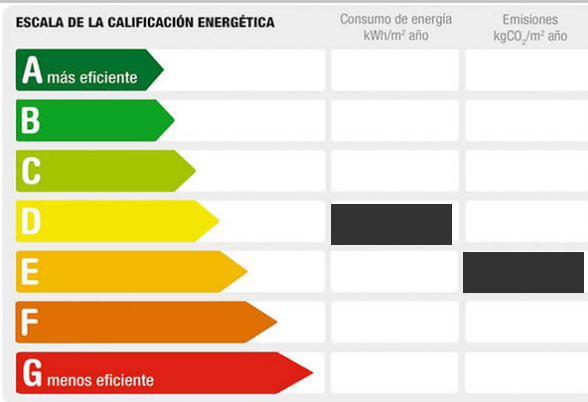 ESCALA DE LA CALIFICACIÓN ENERGÉTICA
Consumo de energía
kWh/m² año
Emisiones
kgCO₂/m² año
A más eficiente
B
C
D
E
F
G menos eficiente